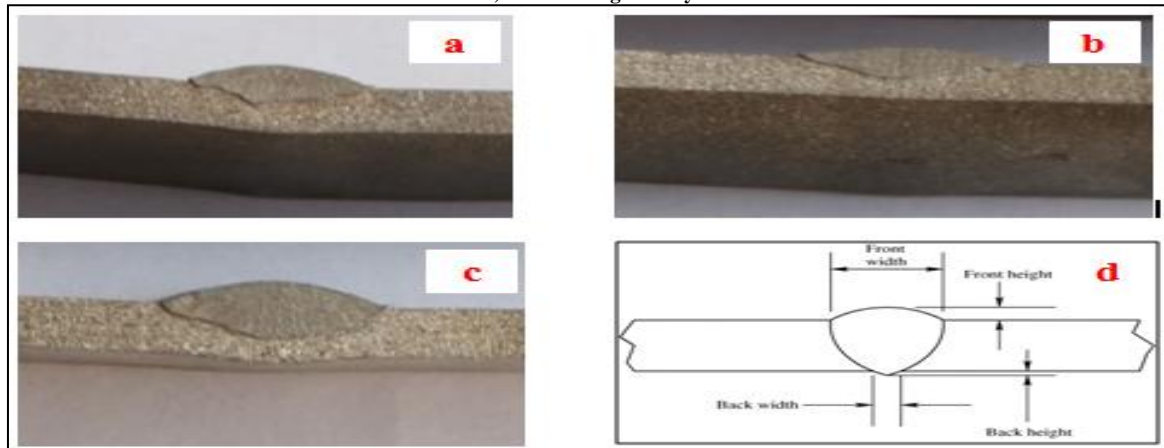 a
b
c
d
Front
width
Front height
Back width
Back height